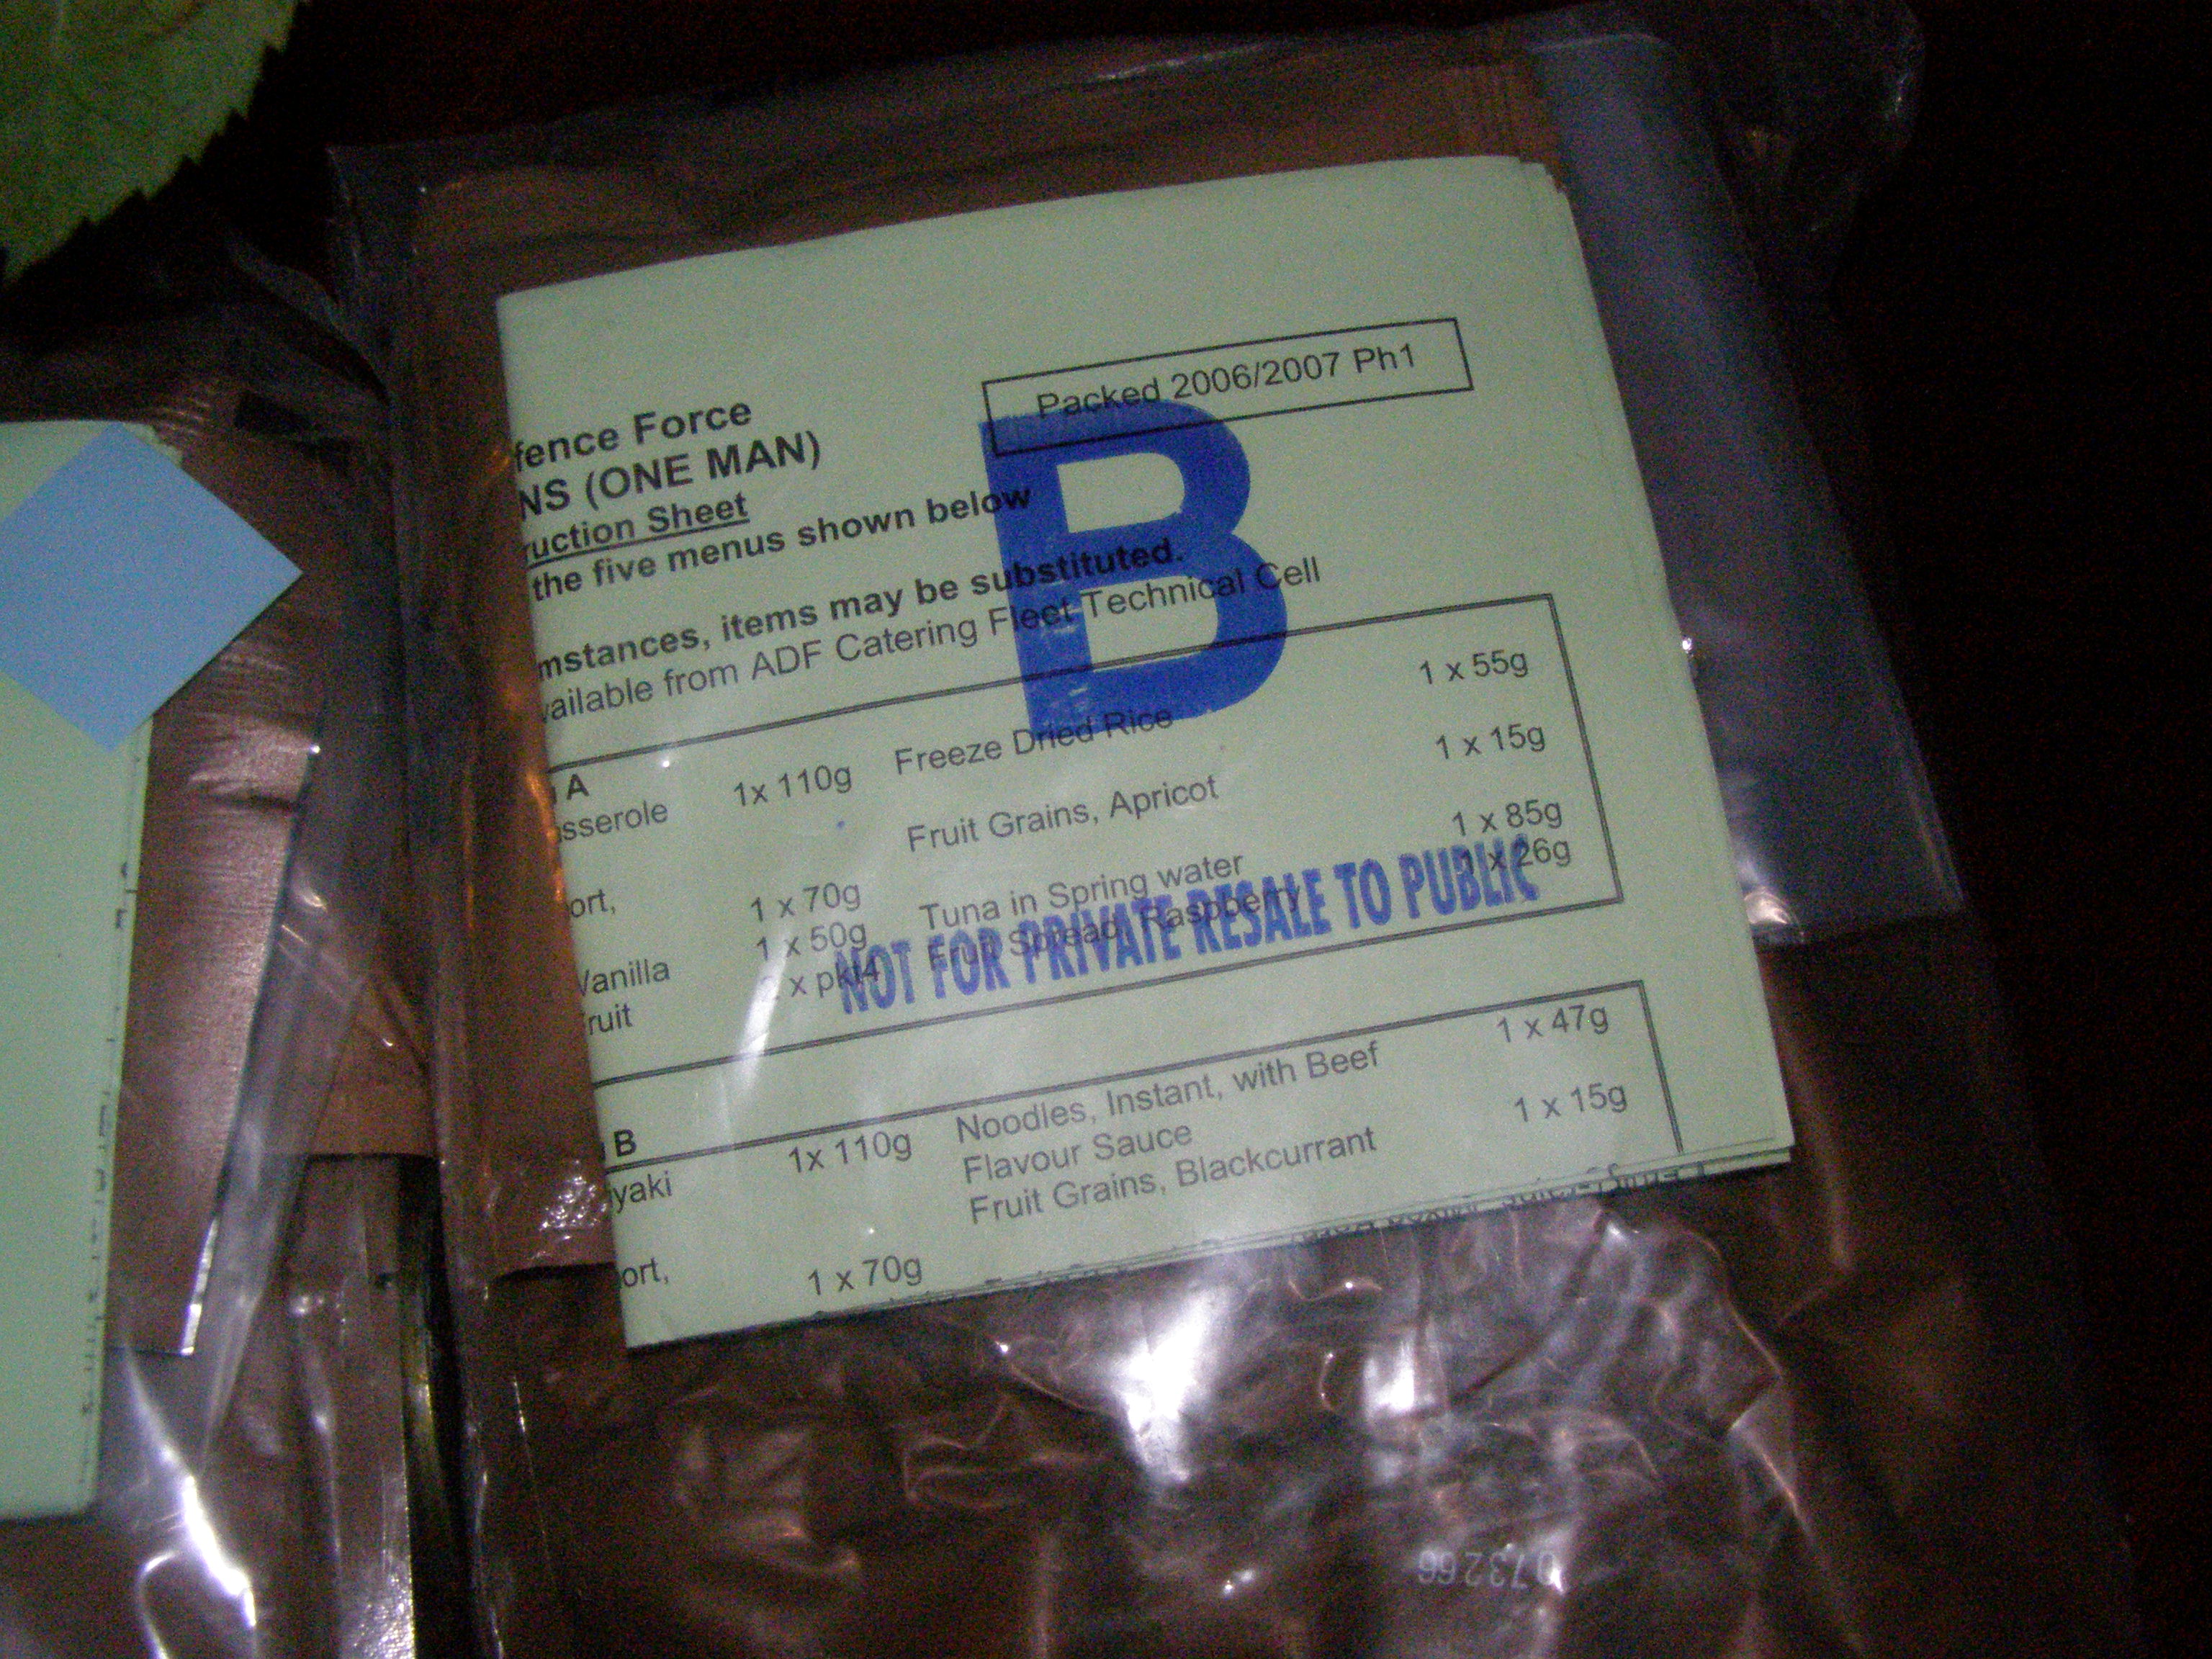 Packed 2006/2007 Ph1
B
fence Force
NS (ONE MAN)
ruction Sheet
the five menus shown below
mstances, items may be substituted.
vailable from ADF Catering Fleet Technical Cell
A
sserole 1x 110g Freeze Dried Rice 1 x 55g
Fruit Grains, Apricot 1 x 15g
ort, 1 x 70g Tuna in Spring water 1 x 85g
1 x 50g Fruit Spread, Raspberry 1 x 26g
Vanilla x pkt4
ruit
NOT FOR PRIVATE RESALE TO PUBLIC
B
yaki 1x 110g Noodles, Instant, with Beef 1 x 47g
Flavour Sauce
Fruit Grains, Blackcurrant 1 x 15g
ort, 1 x 70g
073266